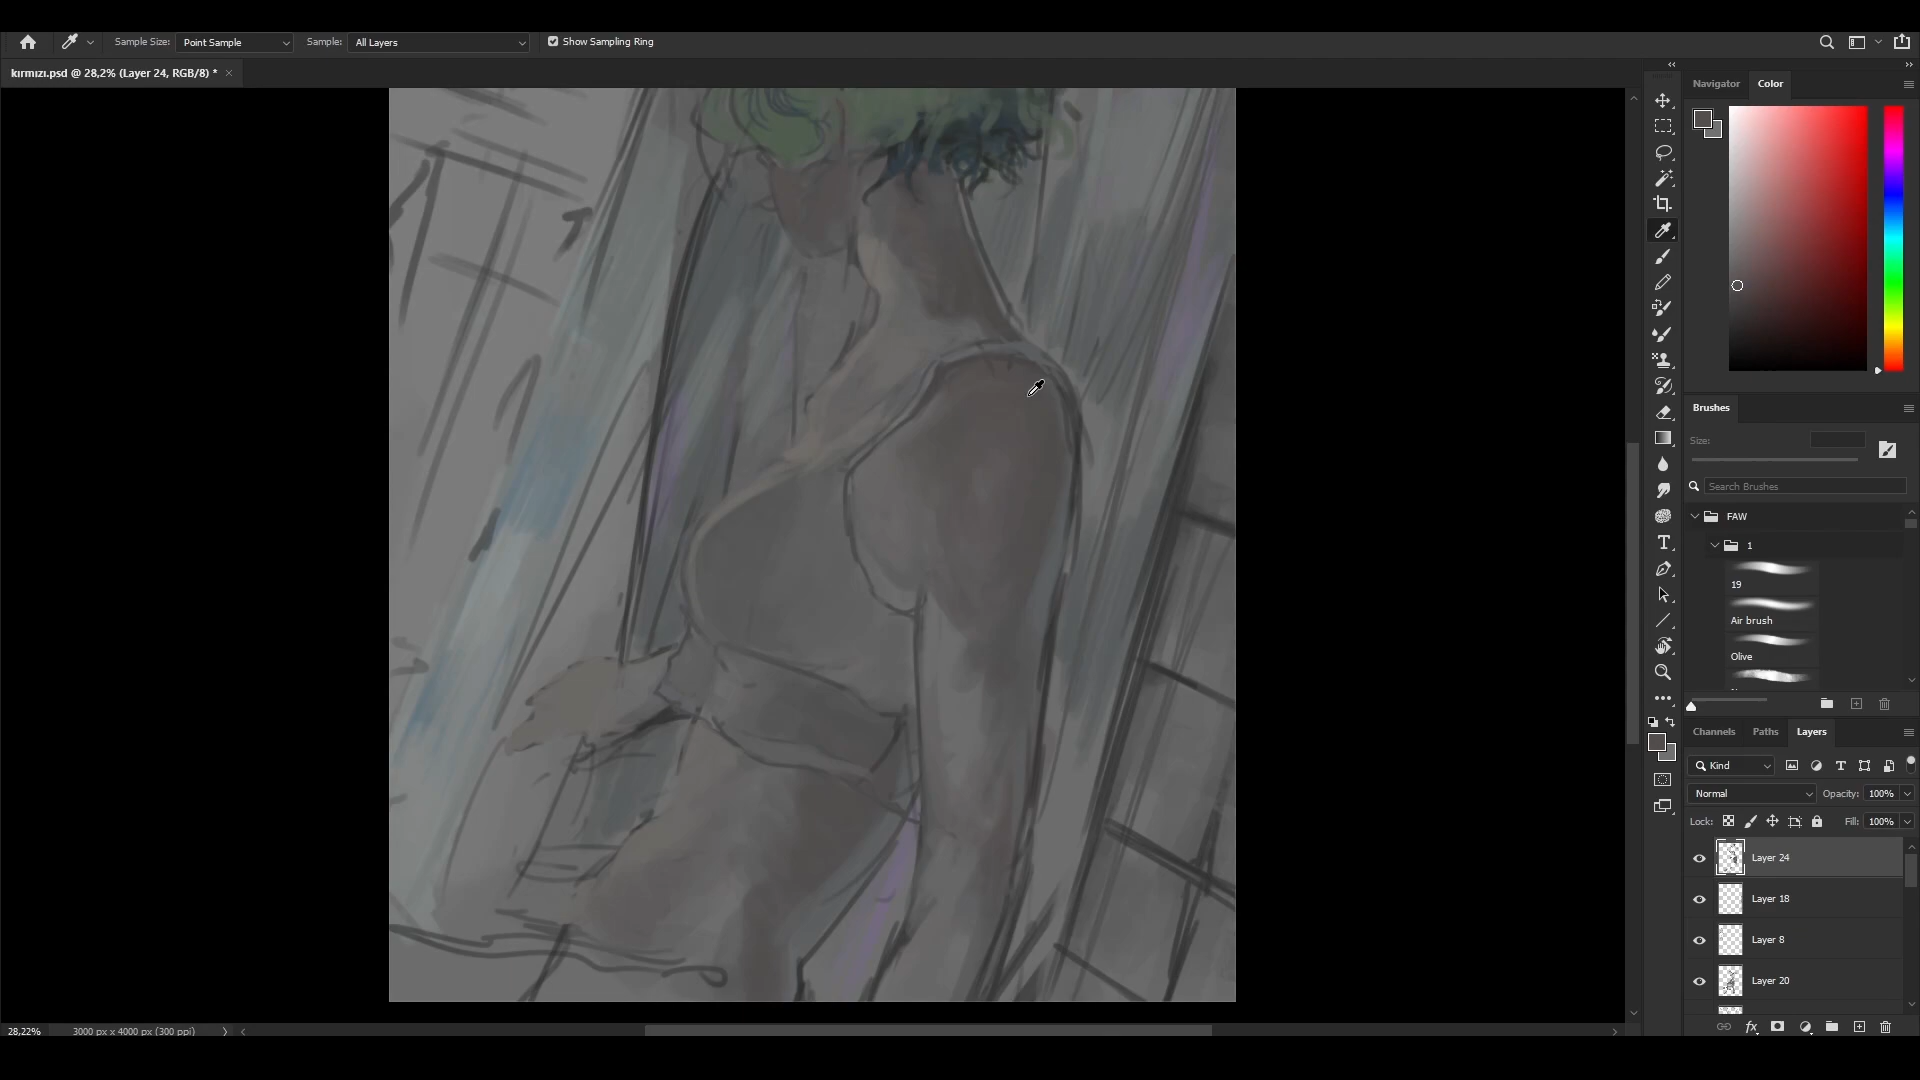 Sample Size: Point Sample Sample: All Layers Show Sampling Ring
kırmızı.psd @ 28,2% (Layer 24, RGB/8) *
Navigator Color
Brushes
Size:
Search Brushes
FAW
1
19
Air brush
Olive
Channels Paths Layers
Kind
Normal Opacity: 100%
Lock: Fill: 100%
Layer 24
Layer 18
Layer 8
Layer 20
28,22% 3000 px x 4000 px (300 ppi)